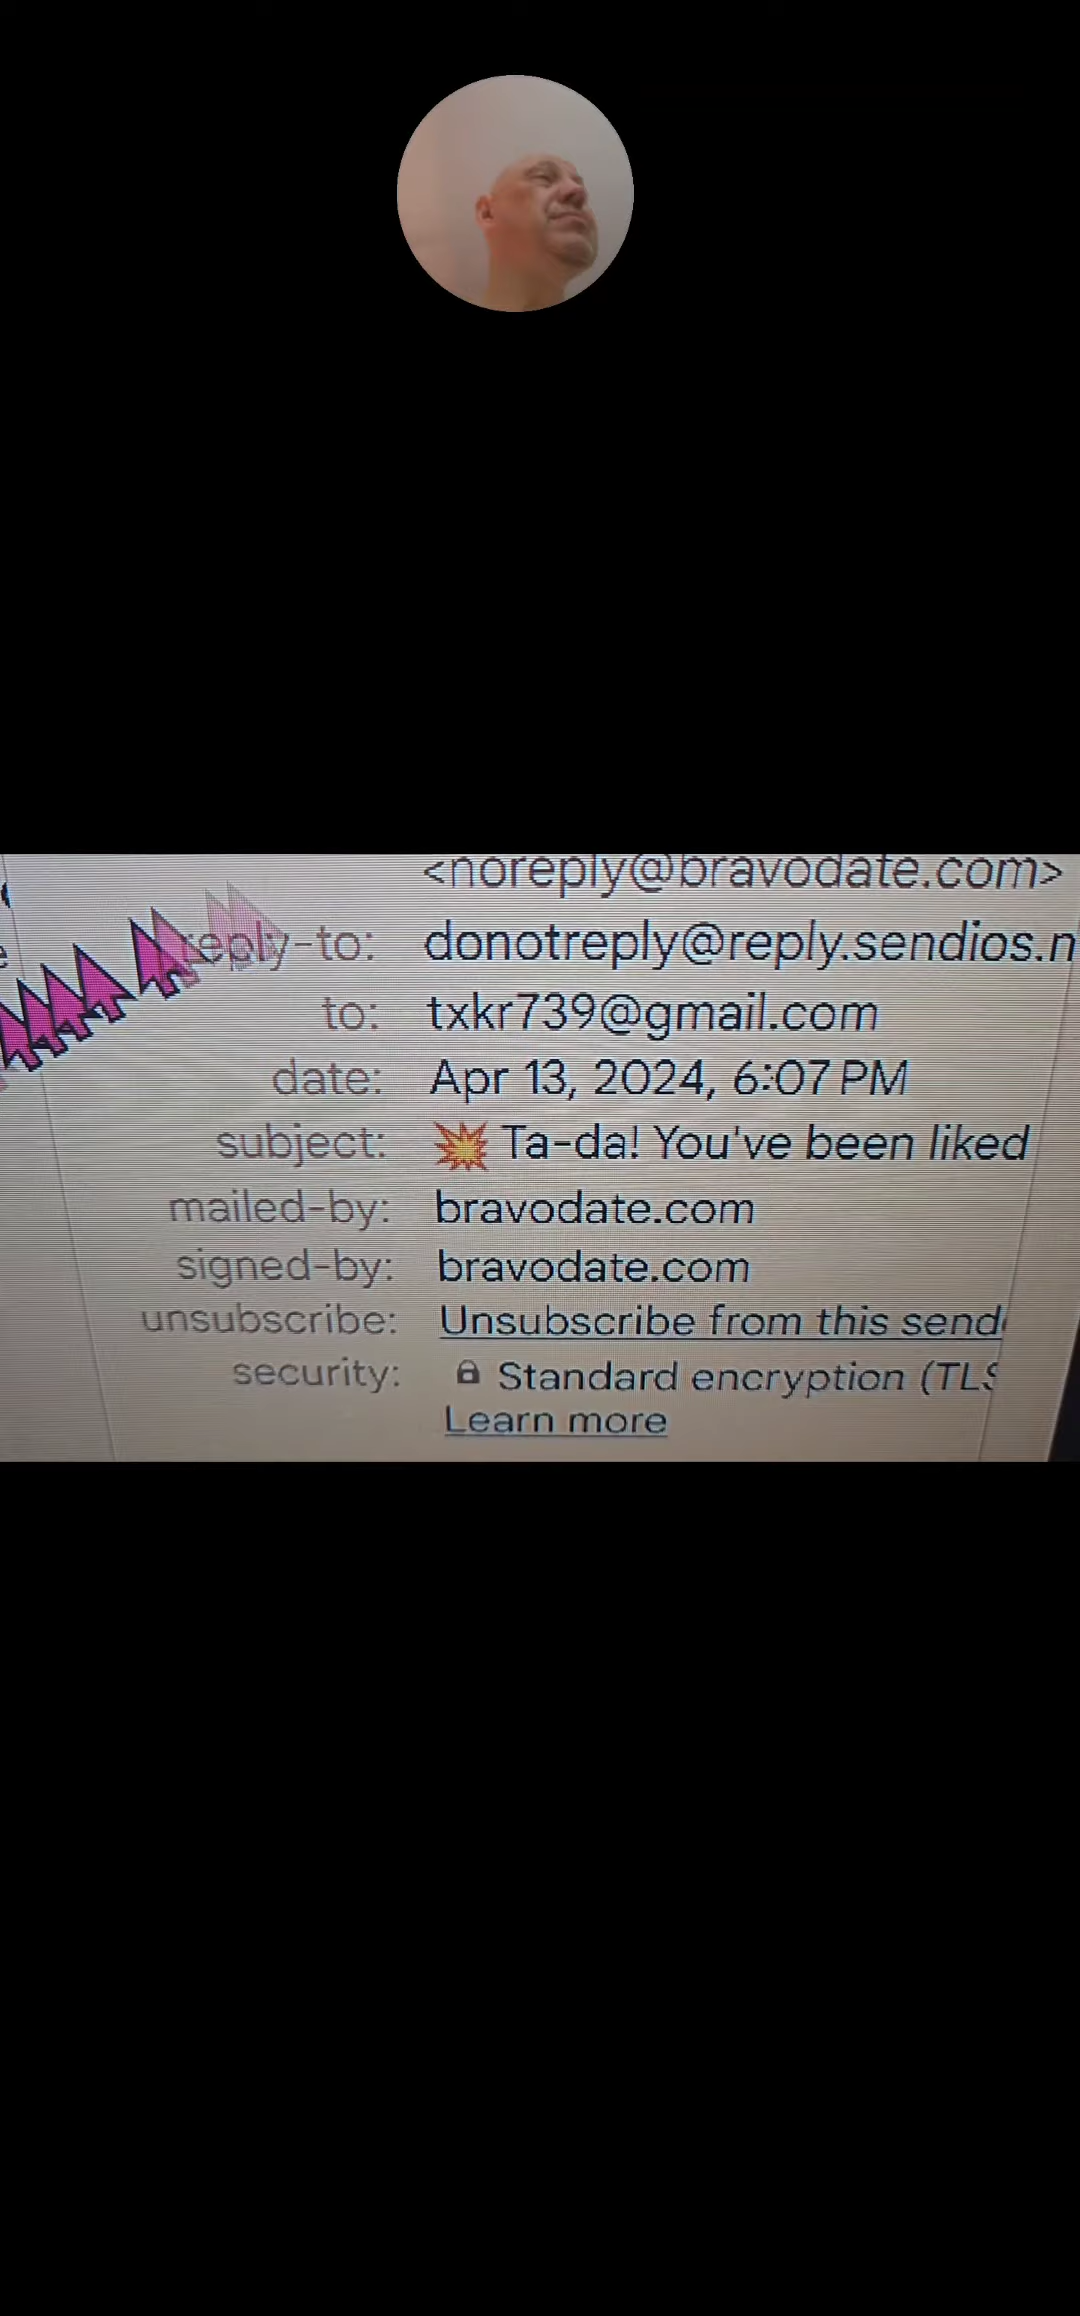 <noreply@bravodate.com>
reply-to: donotreply@reply.sendios.n
to: txkr739@gmail.com
date: Apr 13, 2024, 6:07 PM
subject: 💥 Ta-da! You've been liked
mailed-by: bravodate.com
signed-by: bravodate.com
unsubscribe: Unsubscribe from this send
security: Standard encryption (TLS
Learn more